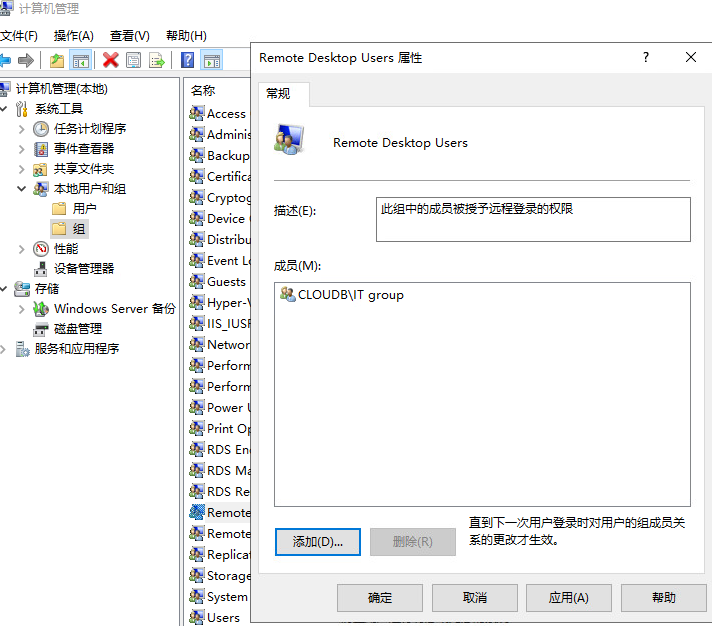 计算机管理
文件(F) 操作(A) 查看(V) 帮助(H)
计算机管理(本地)
系统工具
任务计划程序
事件查看器
共享文件夹
本地用户和组
用户
组
性能
设备管理器
存储
Windows Server 备份
磁盘管理
服务和应用程序
名称
Access
Adminis
Backup
Certifica
Cryptog
Device
Distribu
Event Lo
Guests
Hyper-V
IIS_IUSR
Networ
Perform
Perform
Power U
Print Op
RDS En
RDS Ma
RDS Re
Remote
Remote
Replicat
Storage
System
Users
Remote Desktop Users 属性
?
常规
Remote Desktop Users
描述(E):
此组中的成员被授予远程登录的权限
成员(M):
CLOUDB\IT group
添加(D)...
删除(R)
直到下一次用户登录时对用户的组成员关
系的更改才生效。
确定
取消
应用(A)
帮助